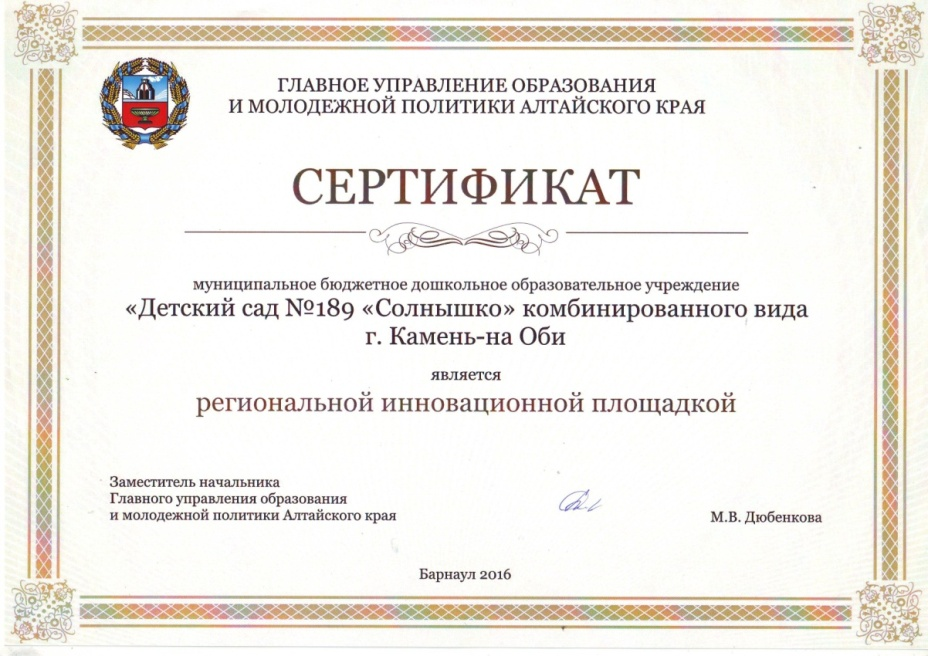 ГЛАВНОЕ УПРАВЛЕНИЕ ОБРАЗОВАНИЯ
И МОЛОДЕЖНОЙ ПОЛИТИКИ АЛТАЙСКОГО КРАЯ
СЕРТИФИКАТ
муниципальное бюджетное дошкольное образовательное учреждение
«Детский сад №189 «Солнышко» комбинированного вида
г. Камень-на Оби
является
региональной инновационной площадкой
Заместитель начальника
Главного управления образования
и молодежной политики Алтайского края
М.В. Дюбенкова
Барнаул 2016